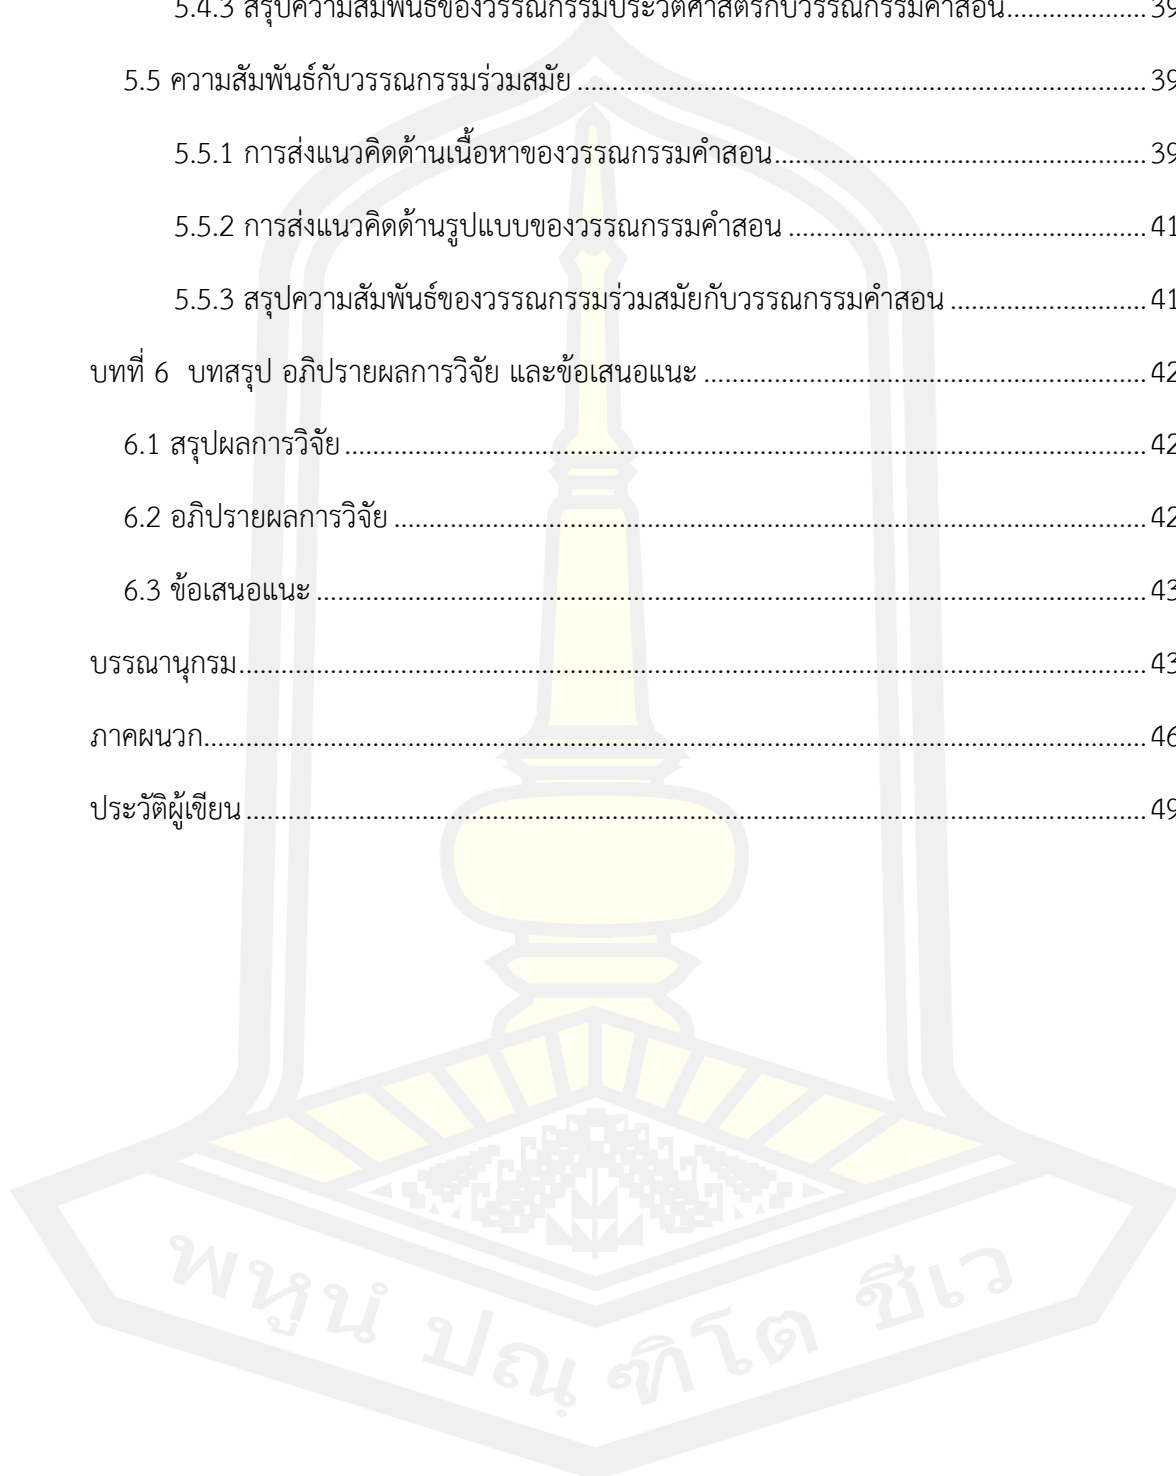 5.4.3 สรุปความสัมพันธ์ของวรรณกรรมประวัติศาสตร์กับวรรณกรรมคำสอน................39
5.5 ความสัมพันธ์กับวรรณกรรมร่วมสมัย................39
5.5.1 การส่งแนวคิดด้านเนื้อหาของวรรณกรรมคำสอน................39
5.5.2 การส่งแนวคิดด้านรูปแบบของวรรณกรรมคำสอน................41
5.5.3 สรุปความสัมพันธ์ของวรรณกรรมร่วมสมัยกับวรรณกรรมคำสอน................41
บทที่ 6 บทสรุป อภิปรายผลการวิจัย และข้อเสนอแนะ................42
6.1 สรุปผลการวิจัย................42
6.2 อภิปรายผลการวิจัย................42
6.3 ข้อเสนอแนะ................43
บรรณานุกรม................43
ภาคผนวก................46
ประวัติผู้เขียน................49
พหูนํ ปณฺฑิโต ชีเว